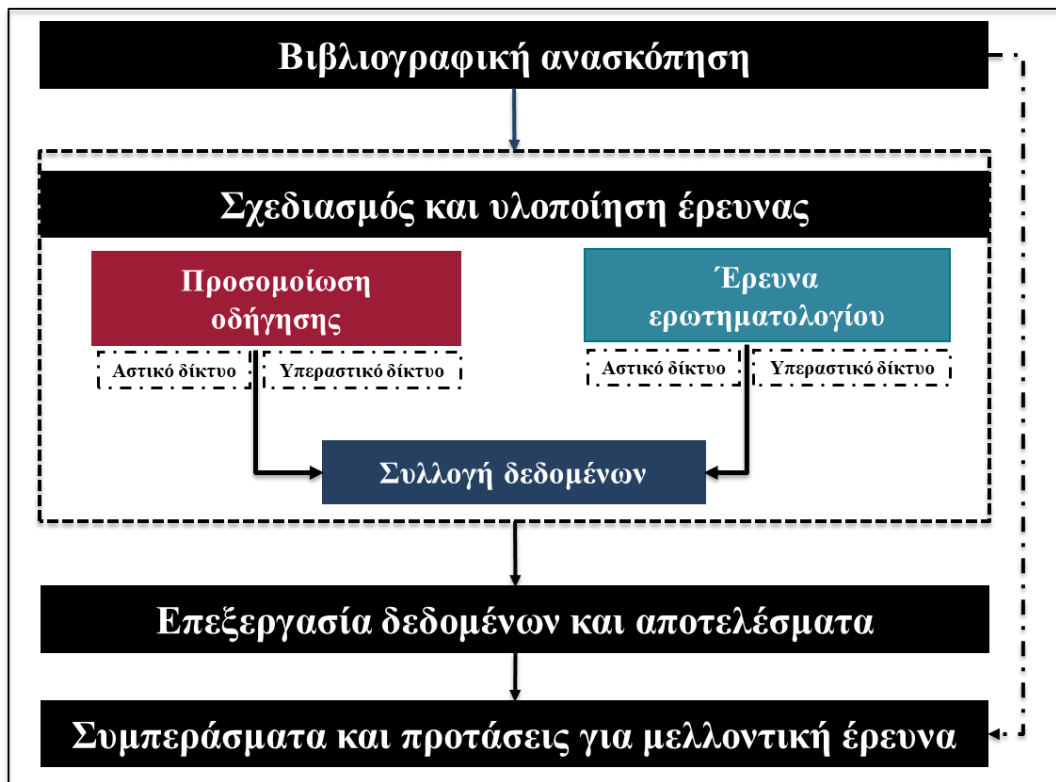 Βιβλιογραφική ανασκόπηση
Σχεδιασμός και υλοποίηση έρευνας
Προσομοίωση
οδήγησης
Έρευνα
ερωτηματολογίου
Αστικό δίκτυο
Υπεραστικό δίκτυο
Αστικό δίκτυο
Υπεραστικό δίκτυο
Συλλογή δεδομένων
Επεξεργασία δεδομένων και αποτελέσματα
Συμπεράσματα και προτάσεις για μελλοντική έρευνα